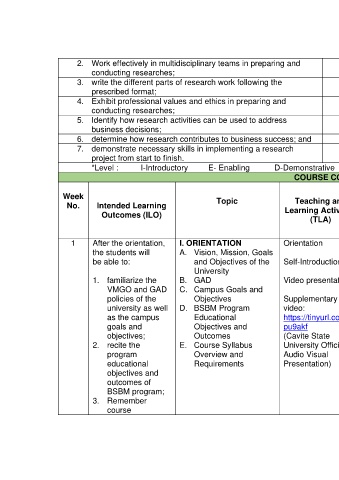 2. Work effectively in multidisciplinary teams in preparing and
conducting researches;
3. write the different parts of research work following the
prescribed format;
4. Exhibit professional values and ethics in preparing and
conducting researches;
5. Identify how research activities can be used to address
business decisions;
6. determine how research contributes to business success; and
7. demonstrate necessary skills in implementing a research
project from start to finish.
*Level : I-Introductory E- Enabling D-Demonstrative
COURSE CO
Week
No.
Intended Learning
Outcomes (ILO)
Topic
Teaching an
Learning Activ
(TLA)
1
After the orientation,
the students will
be able to:
1. familiarize the
VMGO and GAD
policies of the
university as well
as the campus
goals and
objectives;
2. recite the
program
educational
objectives and
outcomes of
BSBM program;
3. Remember
course
I. ORIENTATION
A. Vision, Mission, Goals
and Objectives of the
University
B. GAD
C. Campus Goals and
Objectives
D. BSBM Program
Educational
Objectives and
Outcomes
E. Course Syllabus
Overview and
Requirements
Orientation
Self-Introductio
Video presentat
Supplementary
video:
https://tinyurl.co
pu9akf
(Cavite State
University Offici
Audio Visual
Presentation)